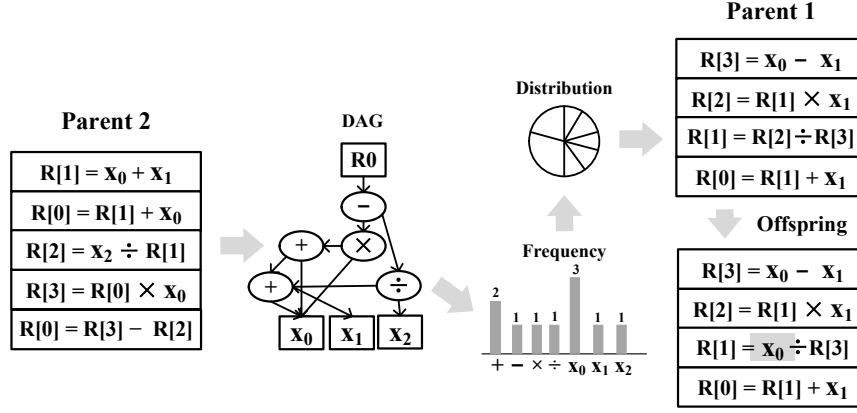 Parent 2
R[1] = x₀ + x₁
R[0] = R[1] + x₀
R[2] = x₂ ÷ R[1]
R[3] = R[0] × x₀
R[0] = R[3] − R[2]
DAG
R0
−
+
×
+
÷
x₀
x₁
x₂
Distribution
Frequency
2
1
1
1
3
1
1
+ − × ÷ x₀ x₁ x₂
Parent 1
R[3] = x₀ − x₁
R[2] = R[1] × x₁
R[1] = R[2] ÷ R[3]
R[0] = R[1] + x₁
Offspring
R[3] = x₀ − x₁
R[2] = R[1] × x₁
R[1] = x₀ ÷ R[3]
R[0] = R[1] + x₁